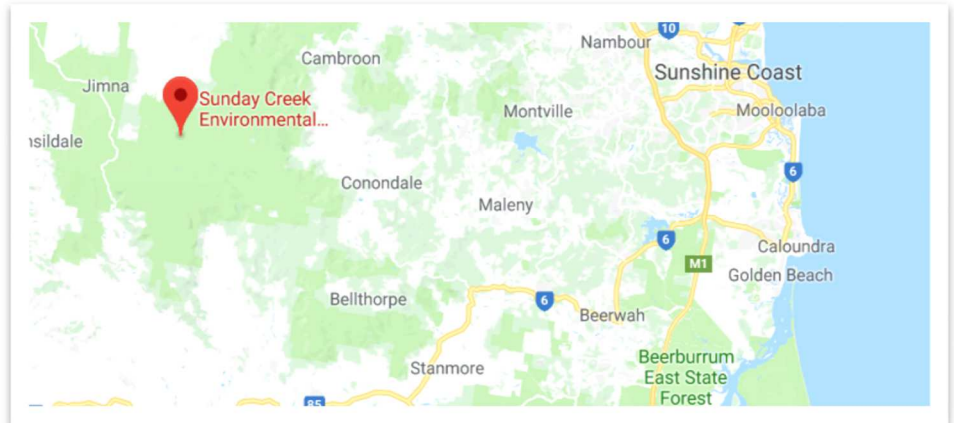 10
Nambour
Cambroon
Sunshine Coast
Jimna
Sunday Creek
Environmental...
Montville
Mooloolaba
nsildale
6
Conondale
Maleny
6
Caloundra
M1
Golden Beach
Bellthorpe
6
Beerwah
Beerburrum
East State
Forest
Stanmore
85